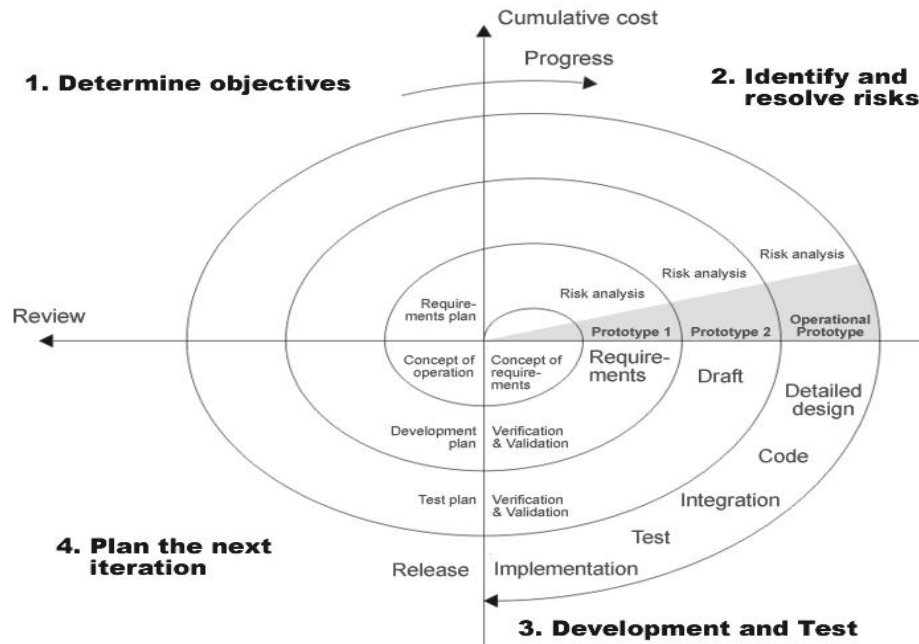 Cumulative cost
Progress
1. Determine objectives
2. Identify and
resolve risks
Risk analysis
Risk analysis
Risk analysis
Require-
ments plan
Review
Prototype 1
Prototype 2
Operational
Prototype
Concept of
operation
Concept of
require-
ments
Require-
ments
Draft
Detailed
design
Development
plan
Verification
& Validation
Code
Test plan
Verification
& Validation
Integration
Test
4. Plan the next
iteration
Release
Implementation
3. Development and Test